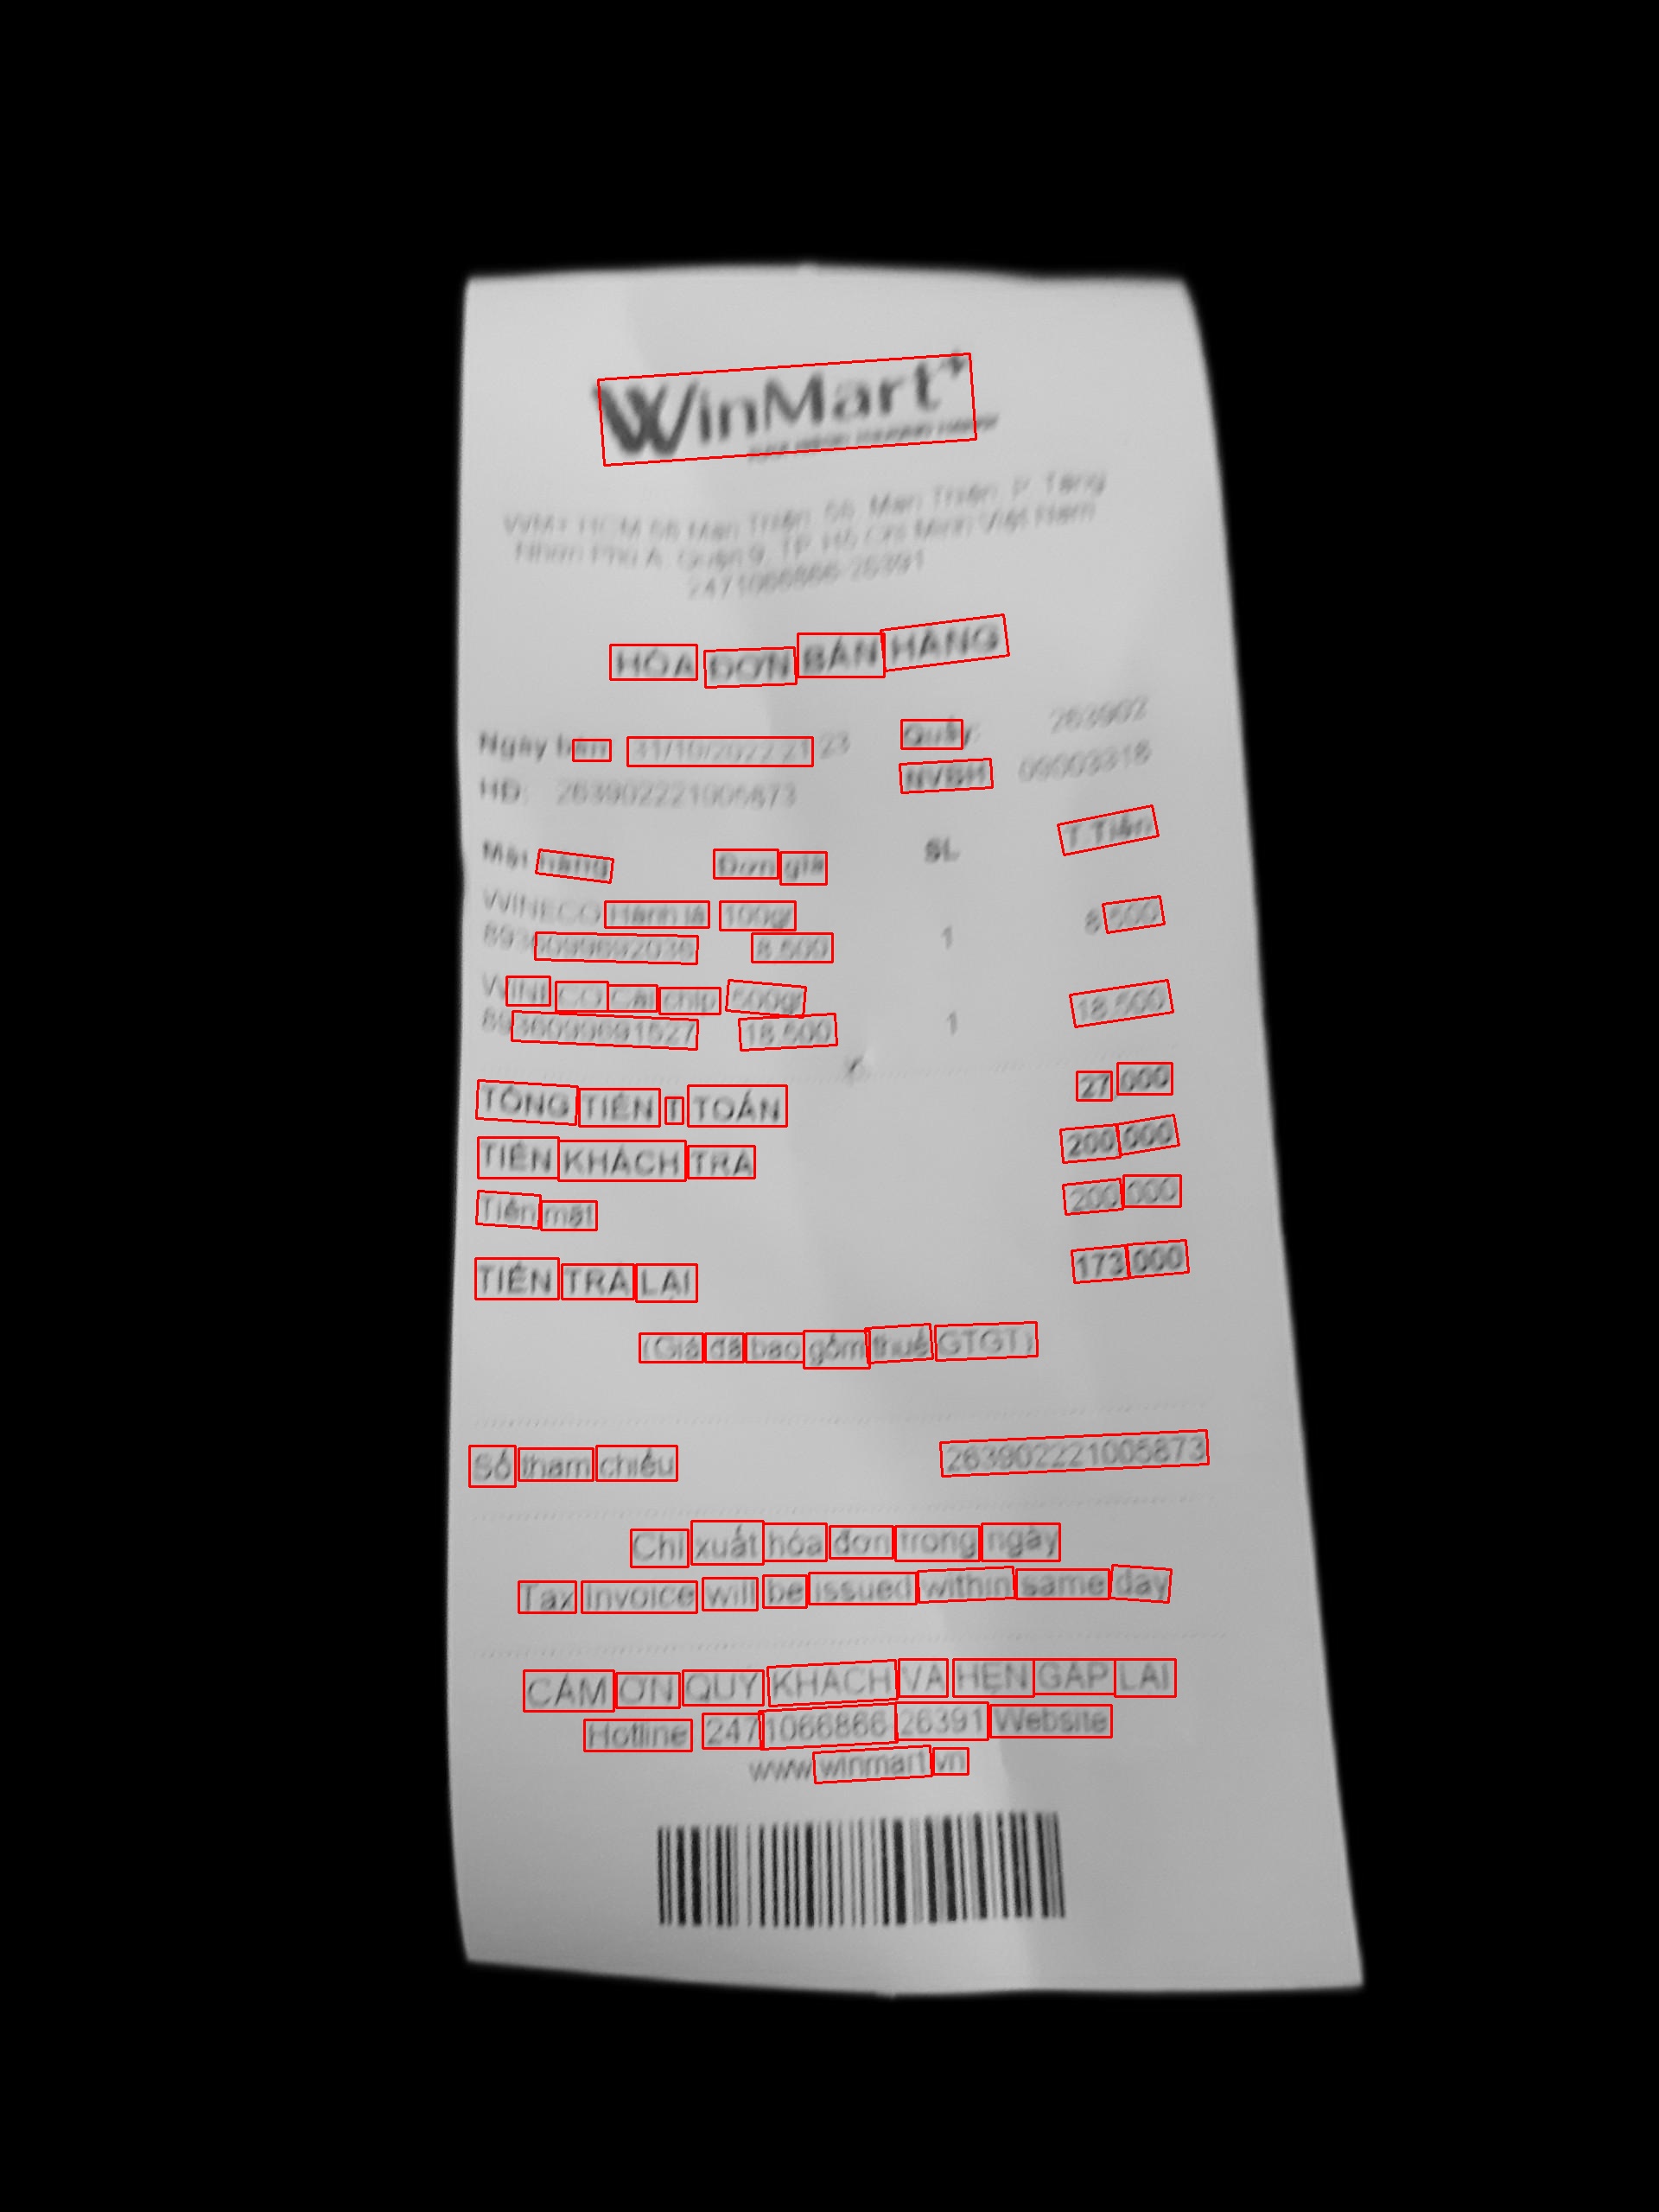 WinMart+
WM+ HCM 66 Man Thiện 66, Man Thiện, P. Tăng
Nhơn Phú A, Quận 9, TP. Hồ Chí Minh Việt Nam
2471066866-26391
HÓA ĐƠN BÁN HÀNG
Ngày bán 31/10/2022 21:23 Quầy: 263902
HĐ: 263902221005873 NVBH 09003318
Mặt hàng Đơn giá SL T.Tiền
WINECO Hành lá 100gr
8936099692036 8.500 1 8.500
WINECO Cải chíp 500gr
8936099691527 18.500 1 18.500
TỔNG TIỀN T.TOÁN 27.000
TIỀN KHÁCH TRẢ 200.000
Tiền mặt 200.000
TIỀN TRẢ LẠI 173.000
(Giá đã bao gồm thuế GTGT)
Số tham chiếu 263902221005873
Chỉ xuất hóa đơn trong ngày
Tax Invoice will be issued within same day
CẢM ƠN QUÝ KHÁCH VÀ HẸN GẶP LẠI
Hotline 2471066866-26391 Website
www.winmart.vn